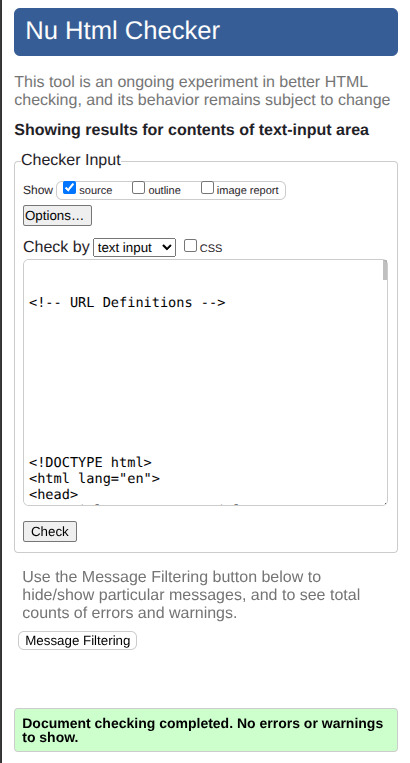 Nu Html Checker
This tool is an ongoing experiment in better HTML
checking, and its behavior remains subject to change
Showing results for contents of text-input area
Checker Input
Show source outline image report
Options...
Check by text input CSS
<!-- URL Definitions -->
<!DOCTYPE html>
<html lang="en">
<head>
Check
Use the Message Filtering button below to
hide/show particular messages, and to see total
counts of errors and warnings.
Message Filtering
Document checking completed. No errors or warnings
to show.